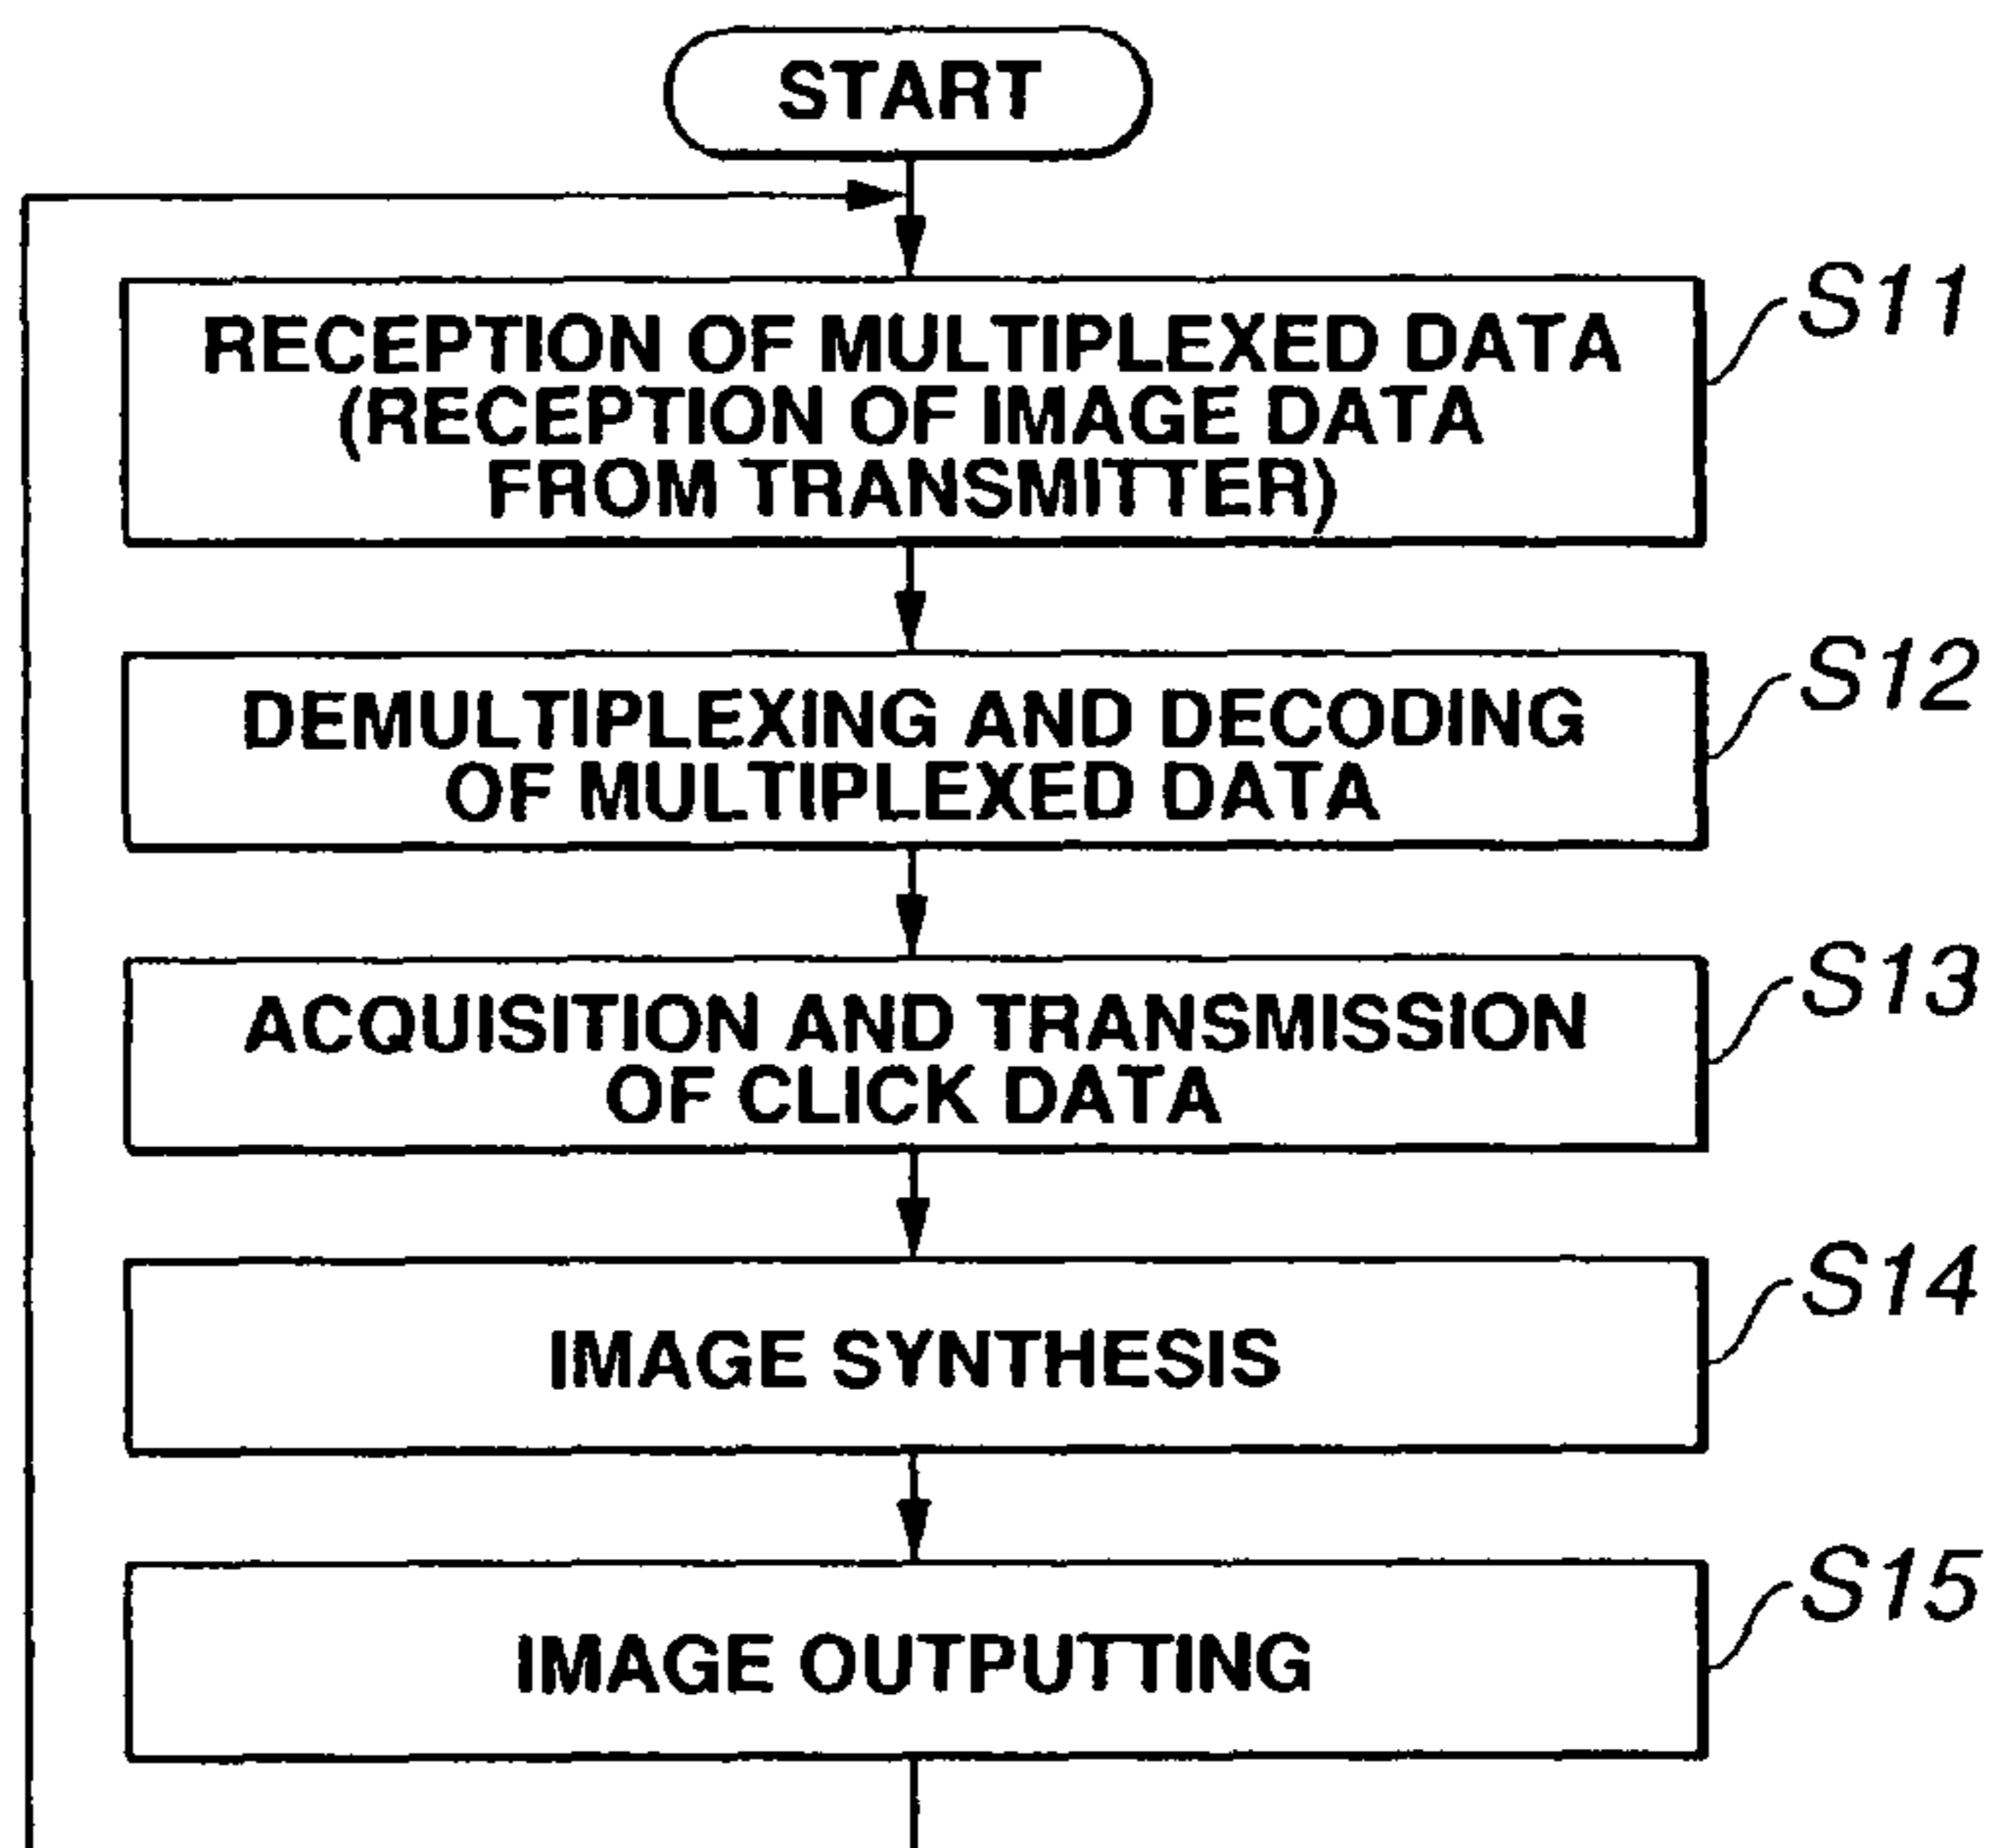 START
S11
RECEPTION OF MULTIPLEXED DATA
(RECEPTION OF IMAGE DATA
FROM TRANSMITTER)
S12
DEMULTIPLEXING AND DECODING
OF MULTIPLEXED DATA
S13
ACQUISITION AND TRANSMISSION
OF CLICK DATA
S14
IMAGE SYNTHESIS
S15
IMAGE OUTPUTTING